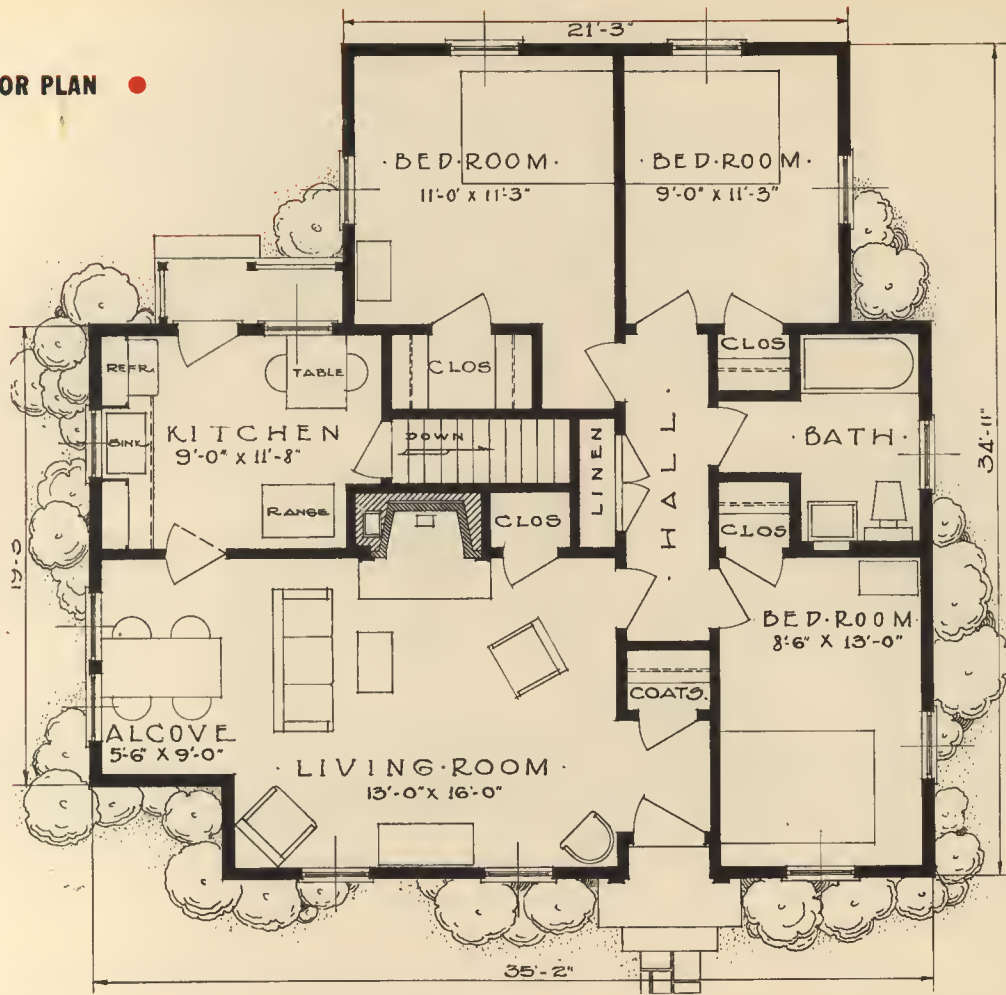 21'-3"
OR PLAN
BED·ROOM·
11'-0" X 11'-3"
BED·ROOM·
9'-0" X 11'-3"
REFR.
TABLE
CLOS
CLOS
SINK
KITCHEN
9'-0" X 11'-8"
DOWN
LINEN
·HALL·
·BATH·
34'-11"
RANGE
CLOS
CLOS
19'-3
BED·ROOM
8'-6" X 13'-0"
COATS.
ALCOVE
5'-6" X 9'-0"
·LIVING·ROOM·
13'-0" X 16'-0"
35'-2"